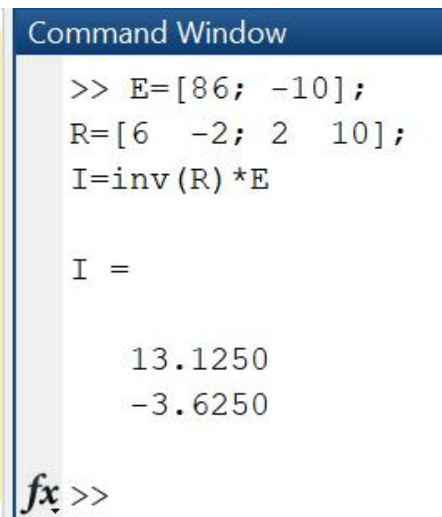 Command Window
>> E=[86; -10];
R=[6  -2; 2  10];
I=inv(R)*E
I =
13.1250
-3.6250
fx >>